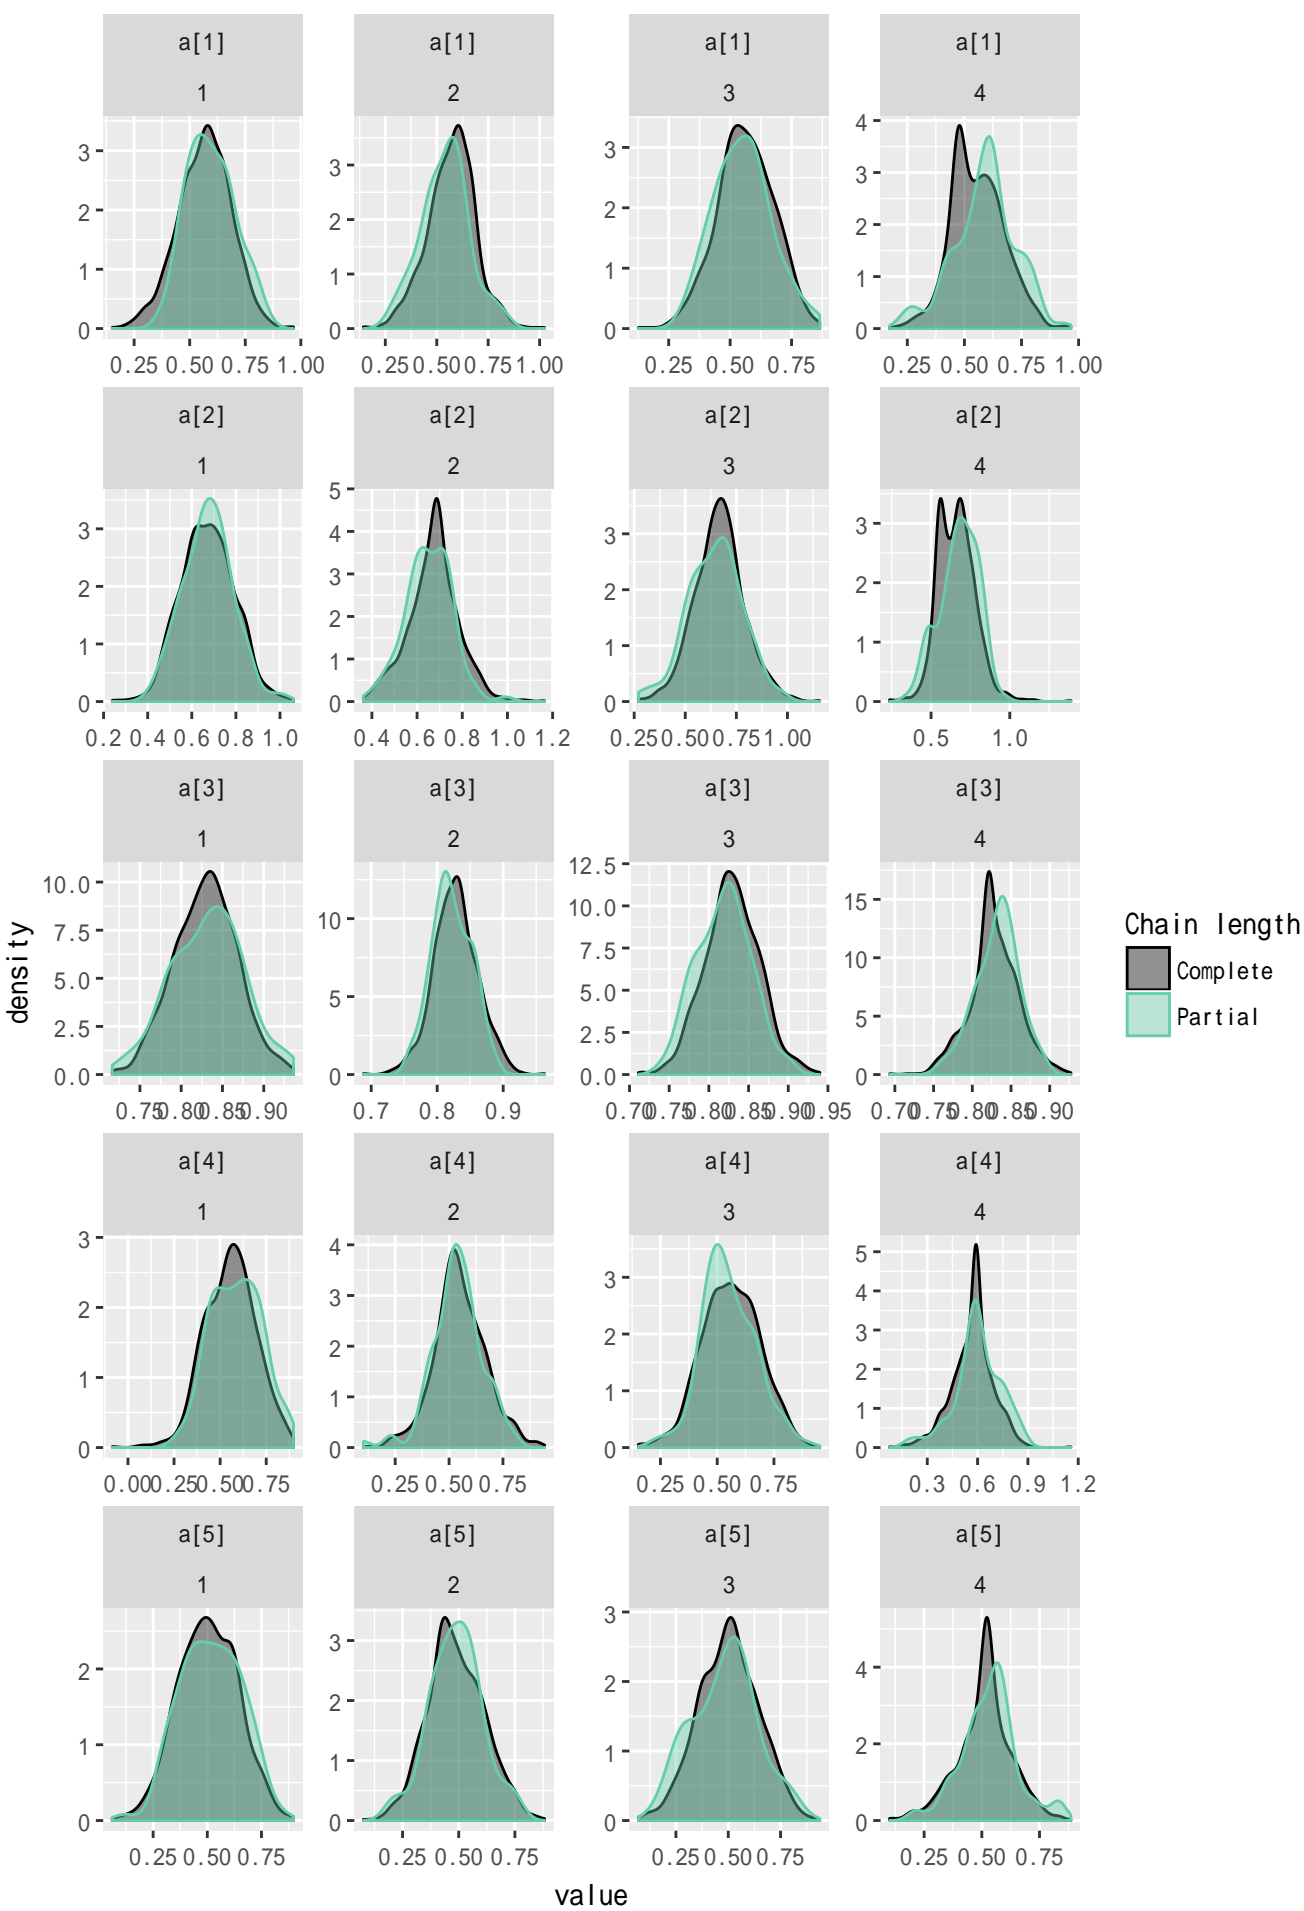 a[1] a[1] a[1] a[1]
1 2 3 4
3 3 3 4
2 2 2 3
1 1 1 2
0 0 0 1
0
0.25 0.50 0.75 1.00 0.25 0.50 0.75 1.00 0.25 0.50 0.75 0.25 0.50 0.75 1.00
a[2] a[2] a[2] a[2]
1 2 3 4
3 5 3 3
2 4 2 2
1 3 1 1
0 2 0 0
1
0
0.2 0.4 0.6 0.8 1.0 0.4 0.6 0.8 1.0 1.2 0.25 0.50 0.75 1.00 0.5 1.0
a[3] a[3] a[3] a[3]
1 2 3 4
10.0 10 12.5 15
7.5 5 10.0 10
5.0 0 7.5 5
2.5 5.0 0
0.0 2.5
0.0
0.75 0.80 0.85 0.90 0.7 0.8 0.9 0.70 0.75 0.80 0.85 0.90 0.95 0.70 0.75 0.80 0.85 0.90
a[4] a[4] a[4] a[4]
1 2 3 4
3 4 3 5
2 3 2 4
1 2 1 3
0 1 0 2
0 1
0
0.00 0.25 0.50 0.75 0.25 0.50 0.75 0.25 0.50 0.75 0.3 0.6 0.9 1.2
a[5] a[5] a[5] a[5]
1 2 3 4
2 3 3 4
1 2 2 2
0 1 1 0
0 0
0.25 0.50 0.75 0.25 0.50 0.75 0.25 0.50 0.75 0.25 0.50 0.75
value
density
Chain length
Complete
Partial